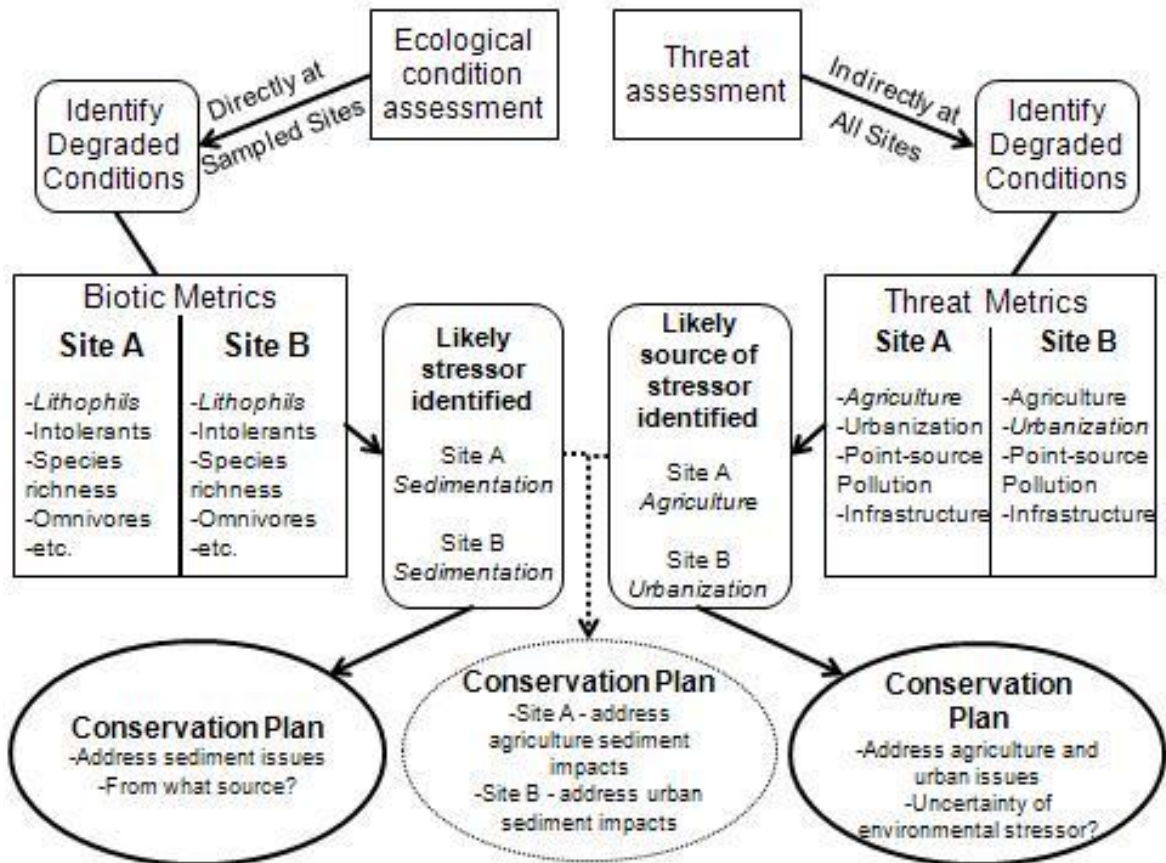 Ecological
condition
assessment
Threat
assessment
Directly at
Sampled Sites
Indirectly at
All Sites
Identify
Degraded
Conditions
Identify
Degraded
Conditions
Biotic Metrics
Site A
-Lithophils
-Intolerants
-Species
richness
-Omnivores
-etc.
Site B
-Lithophils
-Intolerants
-Species
richness
-Omnivores
-etc.
Likely
stressor
identified
Site A
Sedimentation
Site B
Sedimentation
Likely
source of
stressor
identified
Site A
Agriculture
Site B
Urbanization
Threat Metrics
Site A
-Agriculture
-Urbanization
-Point-source
Pollution
-Infrastructure
Site B
-Agriculture
-Urbanization
-Point-source
Pollution
-Infrastructure
Conservation Plan
-Address sediment issues
-From what source?
Conservation Plan
-Site A - address
agriculture sediment
impacts
-Site B - address urban
sediment impacts
Conservation
Plan
-Address agriculture and
urban issues
-Uncertainty of
environmental stressor?